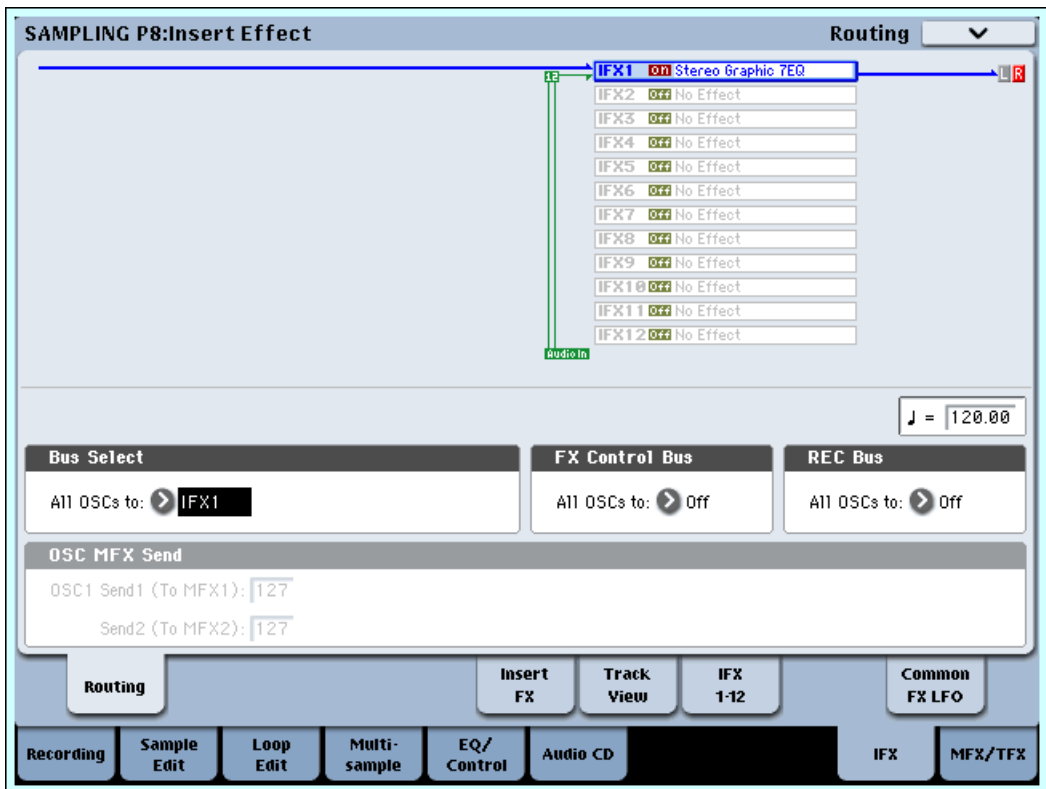 SAMPLING P8:Insert Effect Routing
12 IFX1 On Stereo Graphic 7EQ L R
IFX2 Off No Effect
IFX3 Off No Effect
IFX4 Off No Effect
IFX5 Off No Effect
IFX6 Off No Effect
IFX7 Off No Effect
IFX8 Off No Effect
IFX9 Off No Effect
IFX10 Off No Effect
IFX11 Off No Effect
IFX12 Off No Effect
Audio In
♩ = 120.00
Bus Select FX Control Bus REC Bus
All OSCs to: IFX1 All OSCs to: Off All OSCs to: Off
OSC MFX Send
OSC1 Send1 (To MFX1): 127
Send2 (To MFX2): 127
Routing Insert FX Track View IFX 1-12 Common FX LFO
Recording Sample Edit Loop Edit Multi-sample EQ/Control Audio CD IFX MFX/TFX